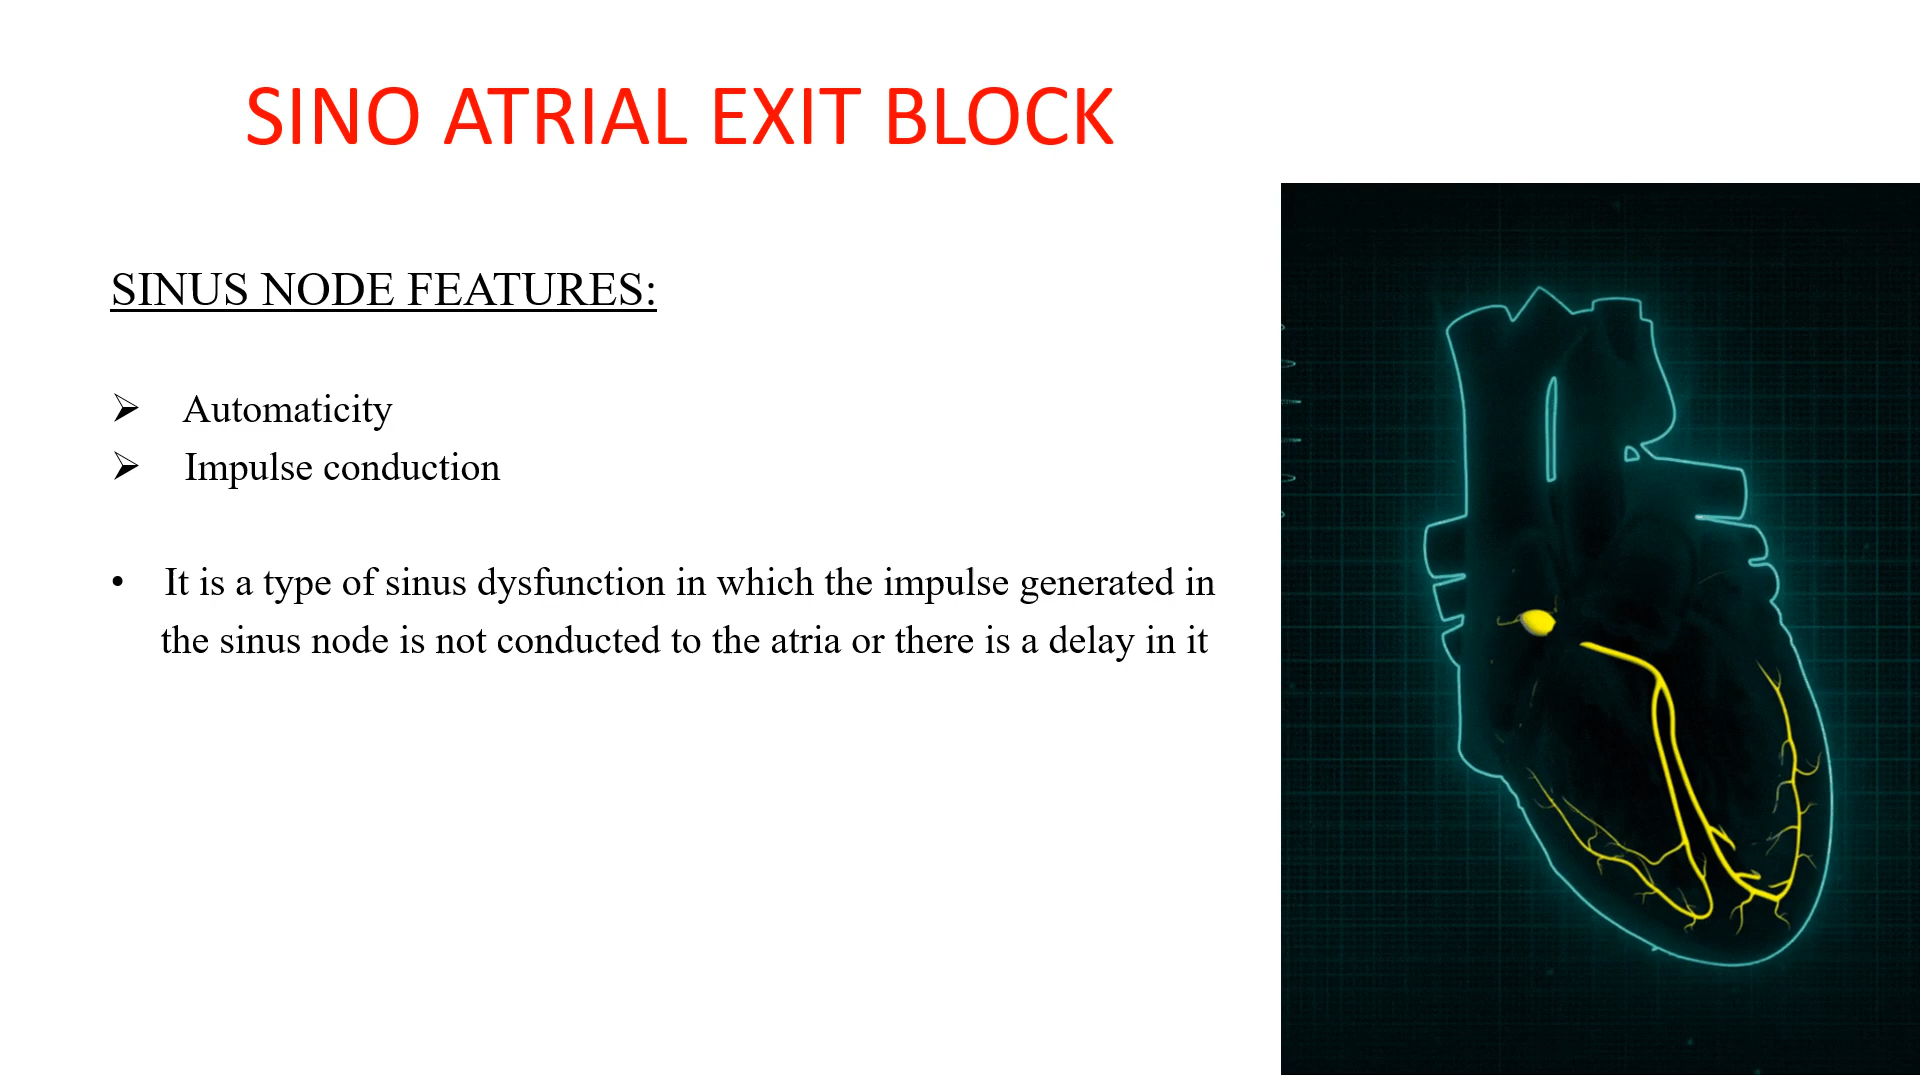 SINO ATRIAL EXIT BLOCK
SINUS NODE FEATURES:
➢ Automaticity
➢ Impulse conduction
• It is a type of sinus dysfunction in which the impulse generated in
the sinus node is not conducted to the atria or there is a delay in it